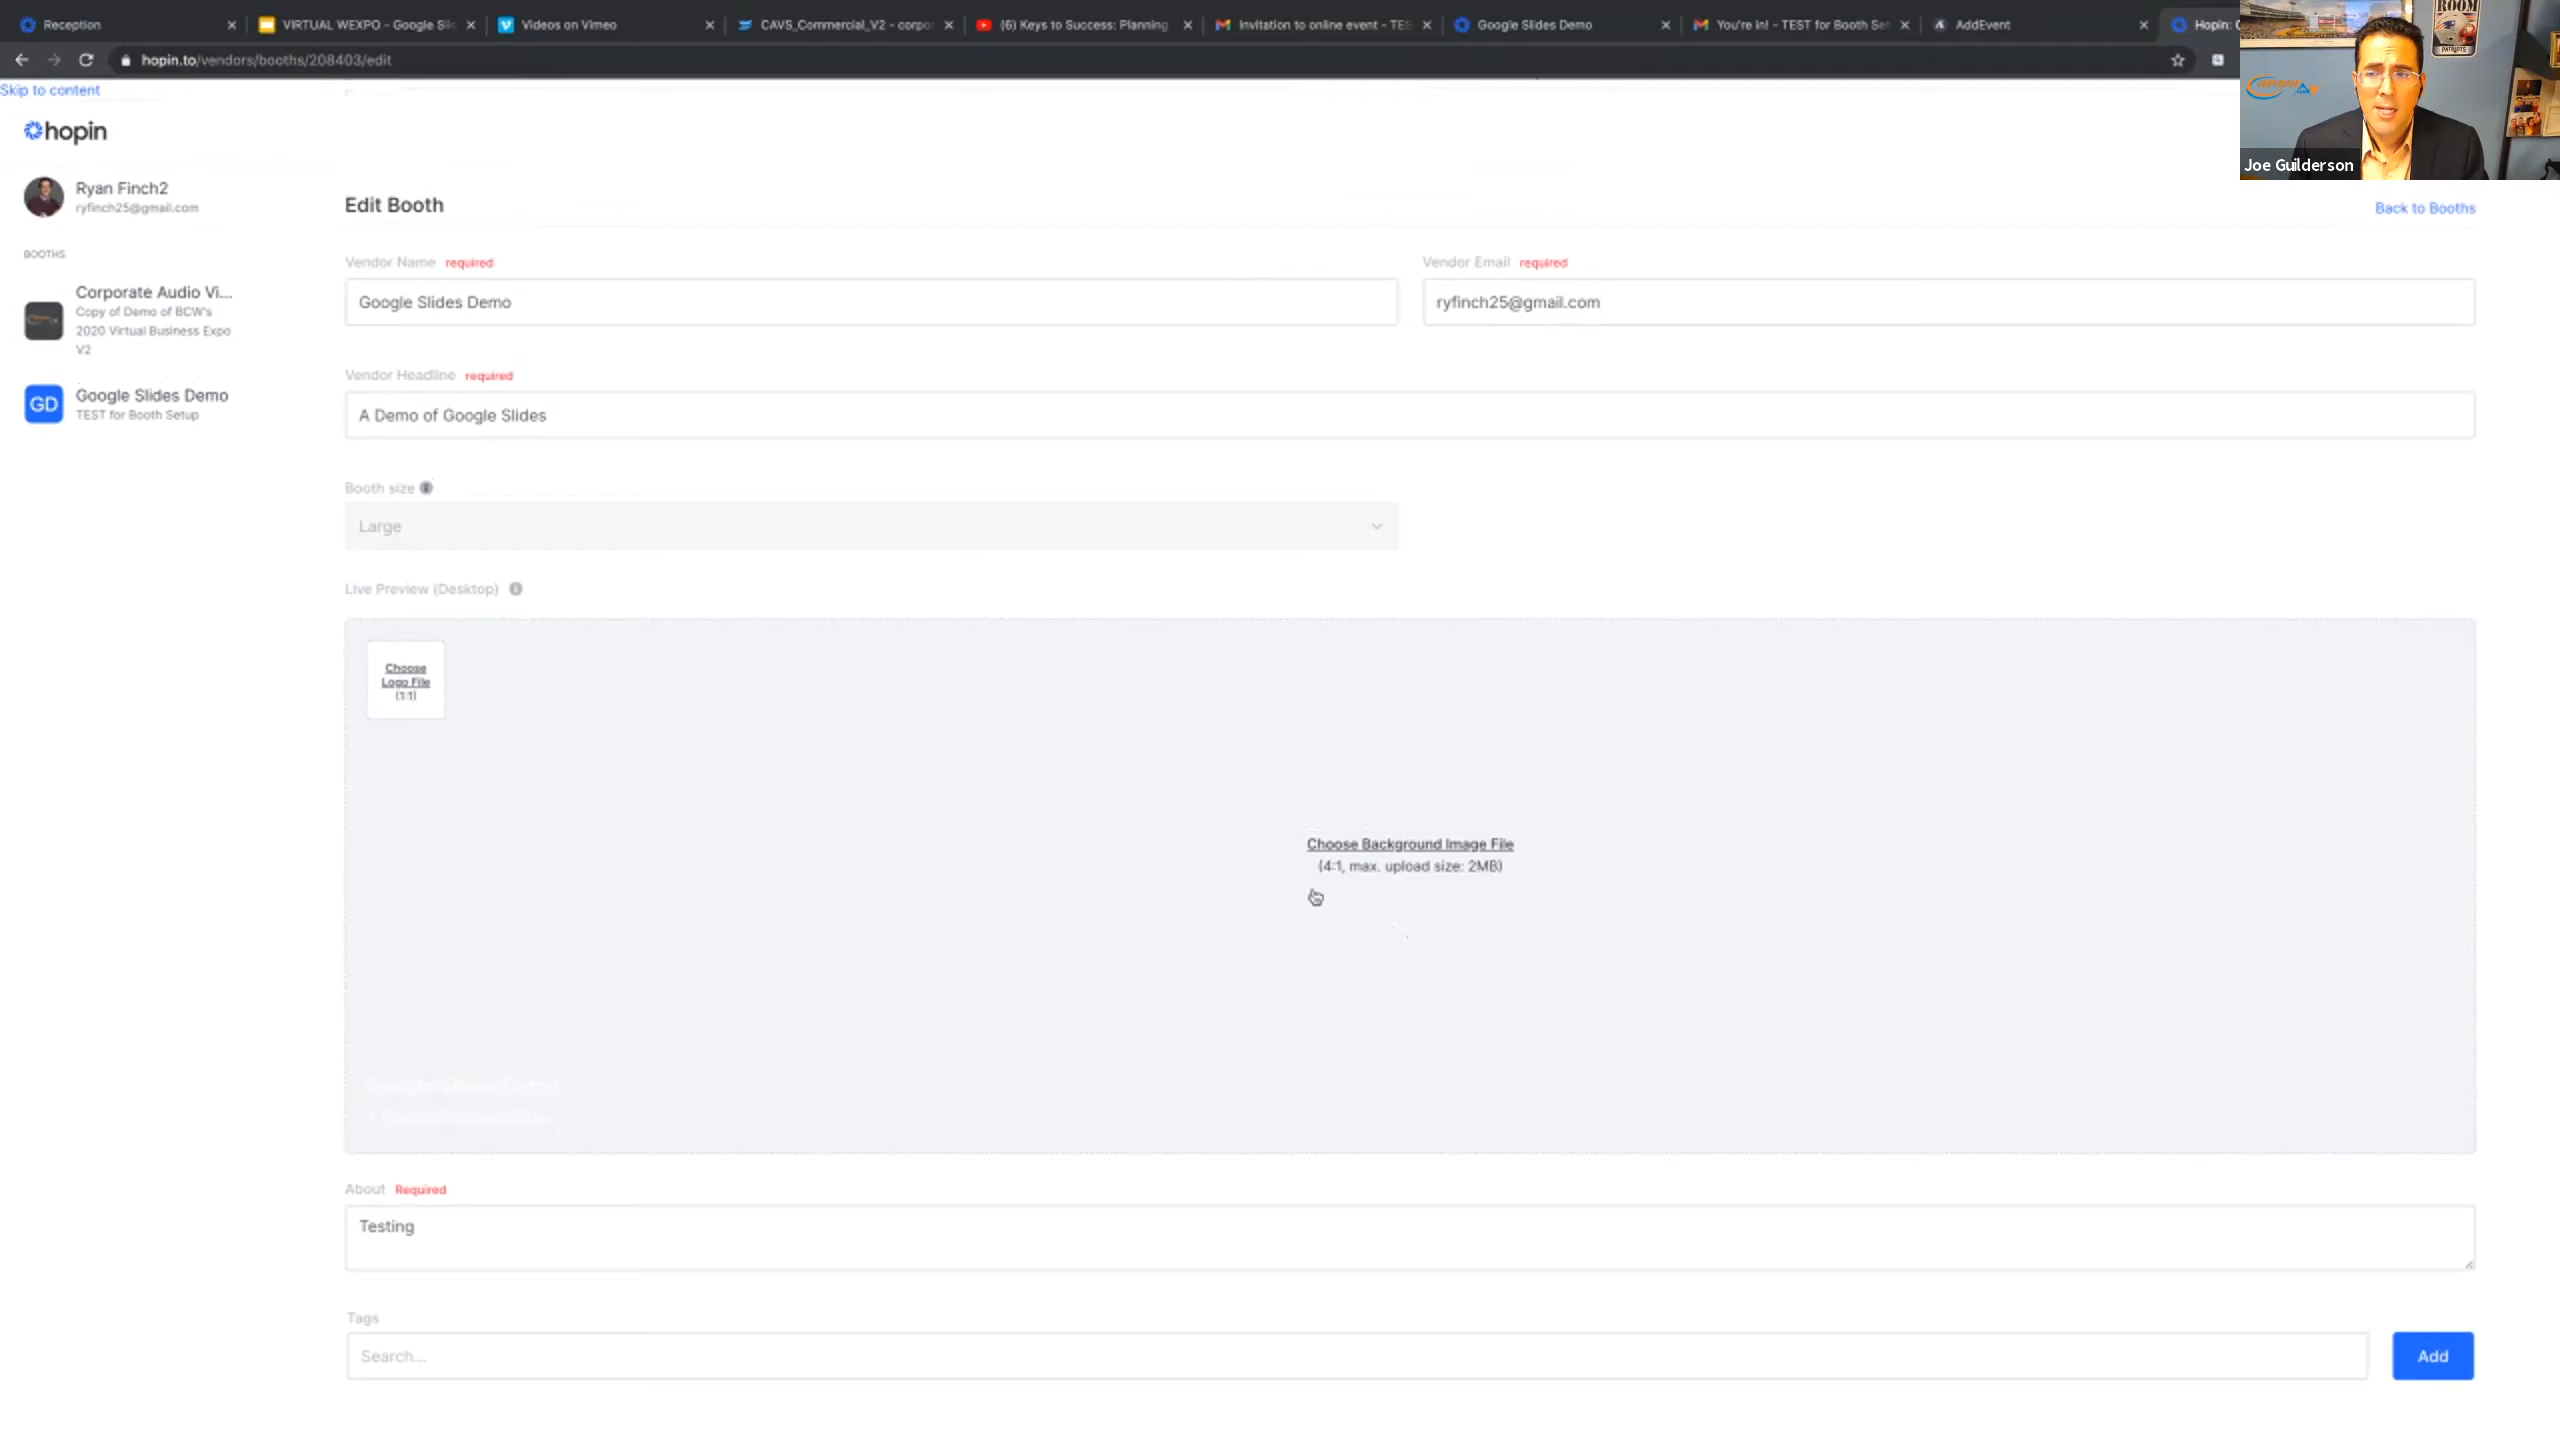 Reception
VIRTUAL WEXPO - Google Slic
Videos on Vimeo
CAVS_Commercial_V2 - corpo
(6) Keys to Success: Planning
Invitation to online event - TES
Google Slides Demo
You're in! - TEST for Booth Set
AddEvent
Hopin:
hopin.to/vendors/booths/208403/edit
ROOM
PATRIOTS
Joe Guilderson
Skip to content
hopin
Ryan Finch2
ryfinch25@gmail.com
BOOTHS
Corporate Audio Vi...
Copy of Demo of BCW's
2020 Virtual Business Expo
V2
GD
Google Slides Demo
TEST for Booth Setup
Edit Booth
Back to Booths
Vendor Name required
Google Slides Demo
Vendor Email required
ryfinch25@gmail.com
Vendor Headline required
A Demo of Google Slides
Booth size
Large
Live Preview (Desktop)
Choose
Logo File
(1:1)
Choose Background Image File
(4:1, max. upload size: 2MB)
About Required
Testing
Tags
Search...
Add